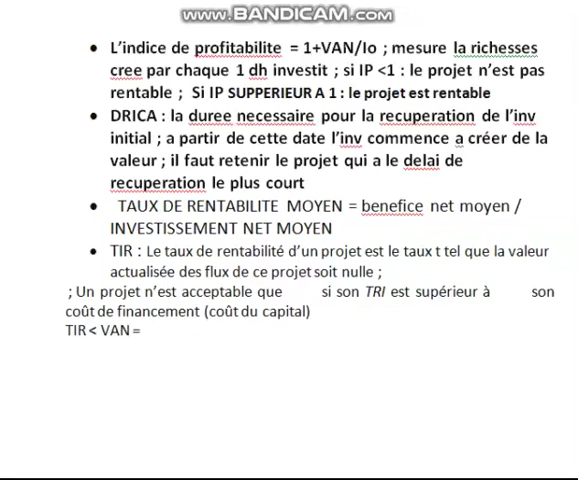 www.BANDICAM.com
• L'indice de profitabilite = 1+VAN/Io ; mesure la richesses
cree par chaque 1 dh investit ; si IP <1 : le projet n'est pas
rentable ; Si IP SUPPERIEUR A 1 : le projet est rentable
• DRICA : la duree necessaire pour la recuperation de l'inv
initial ; a partir de cette date l'inv commence a créer de la
valeur ; il faut retenir le projet qui a le delai de
recuperation le plus court
• TAUX DE RENTABILITE MOYEN = benefice net moyen /
INVESTISSEMENT NET MOYEN
• TIR : Le taux de rentabilité d'un projet est le taux t tel que la valeur
actualisée des flux de ce projet soit nulle ;
; Un projet n'est acceptable que si son TRI est supérieur à son
coût de financement (coût du capital)
TIR < VAN =